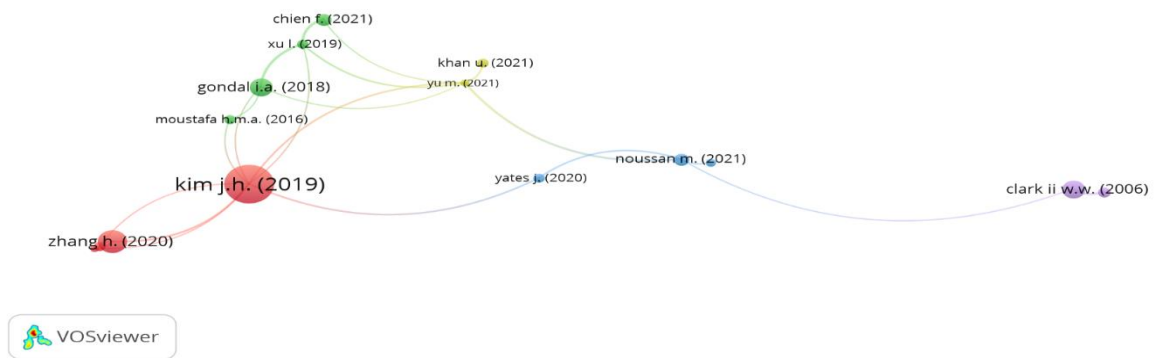 chien f. (2021)
xu l. (2019)
khan u. (2021)
yu m. (2021)
gondal i.a. (2018)
moustafa h.m.a. (2016)
noussan m. (2021)
kim j.h. (2019)
yates j. (2020)
clark ii w.w. (2006)
zhang h. (2020)
VOSviewer